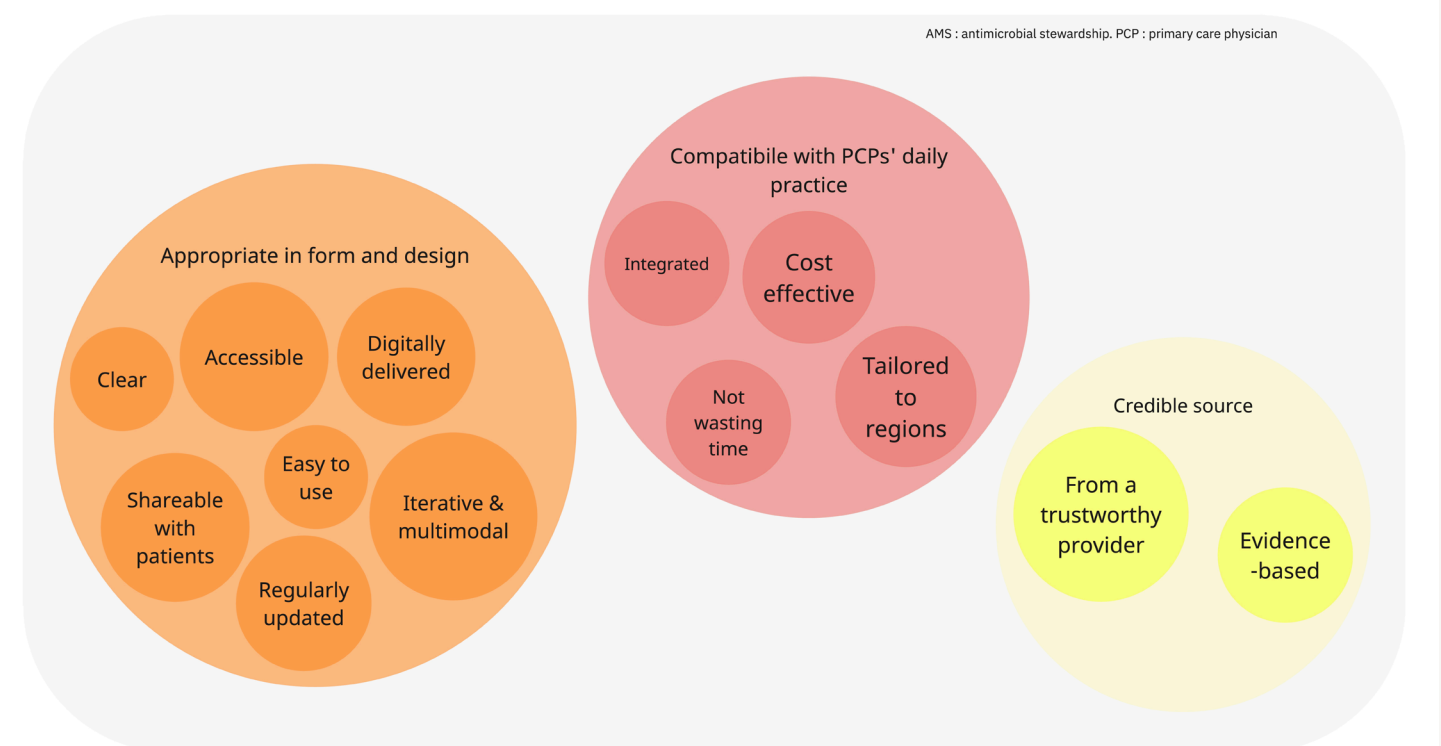 AMS : antimicrobial stewardship. PCP : primary care physician
Appropriate in form and design
Clear
Accessible
Digitally
delivered
Easy to
use
Shareable
with
patients
Iterative &
multimodal
Regularly
updated
Compatibile with PCPs' daily
practice
Integrated
Cost
effective
Not
wasting
time
Tailored
to
regions
Credible source
From a
trustworthy
provider
Evidence
-based